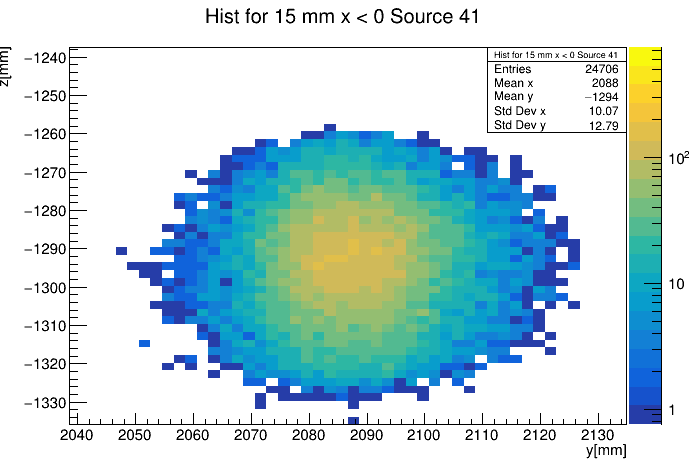 Hist for 15 mm x < 0 Source 41
z[mm]
Hist for 15 mm x < 0 Source 41
Entries 24706
Mean x 2088
Mean y −1294
Std Dev x 10.07
Std Dev y 12.79
−1240
−1250
−1260
−1270
−1280
−1290
−1300
−1310
−1320
−1330
10²
10
1
2040 2050 2060 2070 2080 2090 2100 2110 2120 2130
y[mm]